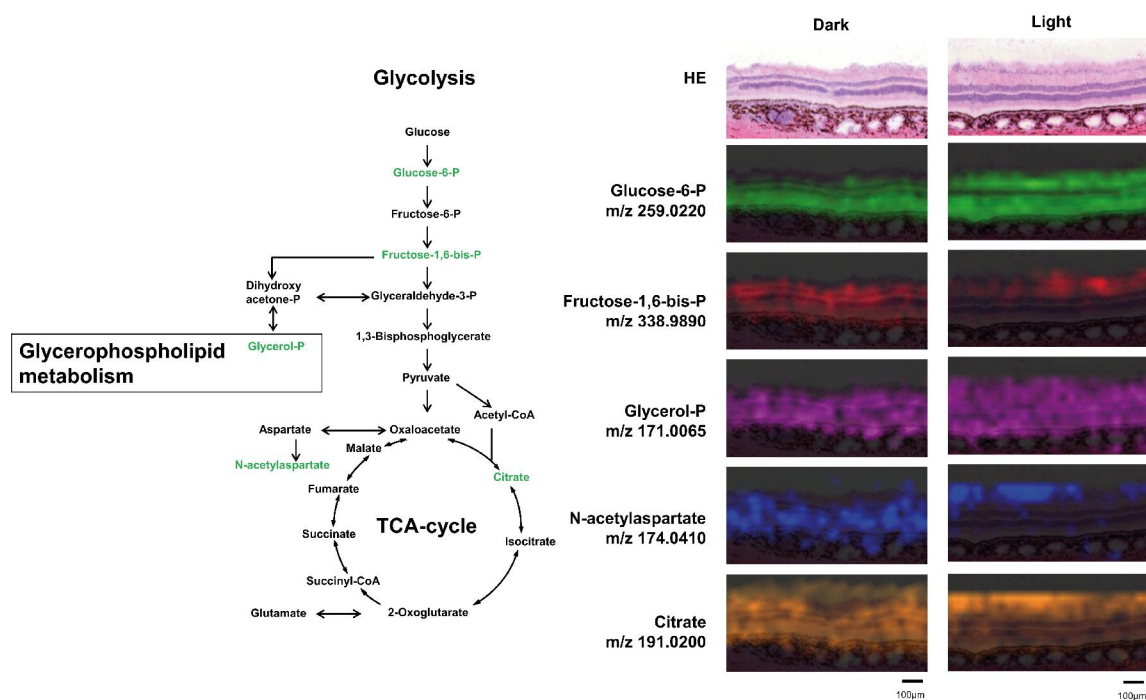 Glycolysis
Glucose
Glucose-6-P
Fructose-6-P
Fructose-1,6-bis-P
Dihydroxy
acetone-P
Glyceraldehyde-3-P
1,3-Bisphosphoglycerate
Glycerol-P
Glycerophospholipid
metabolism
Pyruvate
Acetyl-CoA
Aspartate
Oxaloacetate
Malate
N-acetylaspartate
Citrate
Fumarate
TCA-cycle
Succinate
Isocitrate
Succinyl-CoA
Glutamate
2-Oxoglutarate
Dark
Light
HE
Glucose-6-P
m/z 259.0220
Fructose-1,6-bis-P
m/z 338.9890
Glycerol-P
m/z 171.0065
N-acetylaspartate
m/z 174.0410
Citrate
m/z 191.0200
100μm
100μm